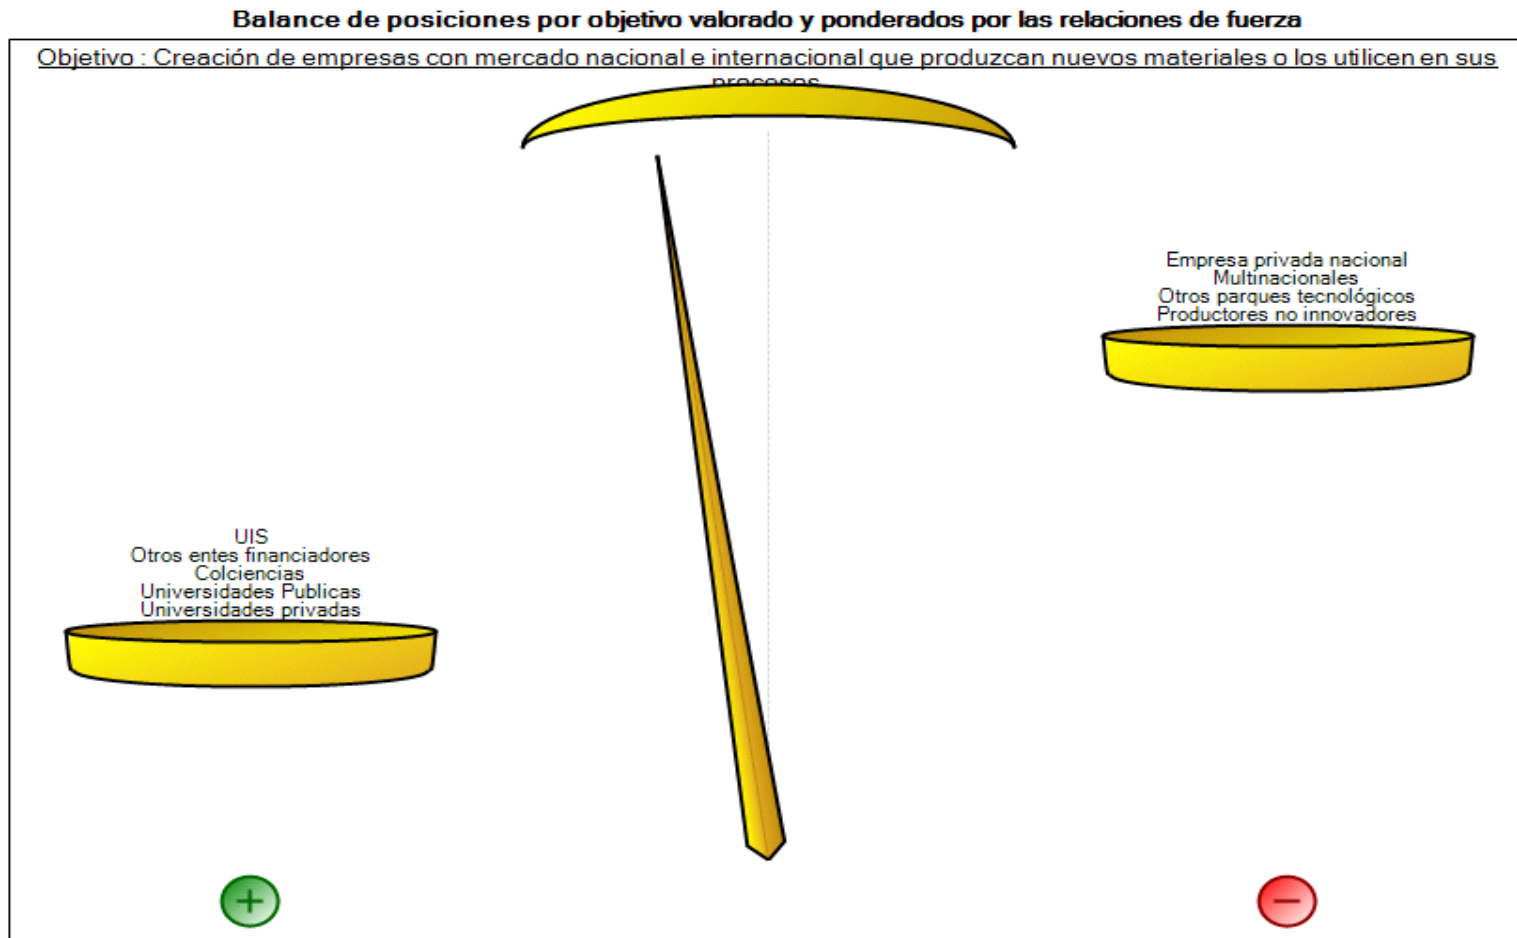 Balance de posiciones por objetivo valorado y ponderados por las relaciones de fuerza
Objetivo : Creación de empresas con mercado nacional e internacional que produzcan nuevos materiales o los utilicen en sus
procesos
Empresa privada nacional
Multinacionales
Otros parques tecnológicos
Productores no innovadores
UIS
Otros entes financiadores
Colciencias
Universidades Publicas
Universidades privadas
+
−